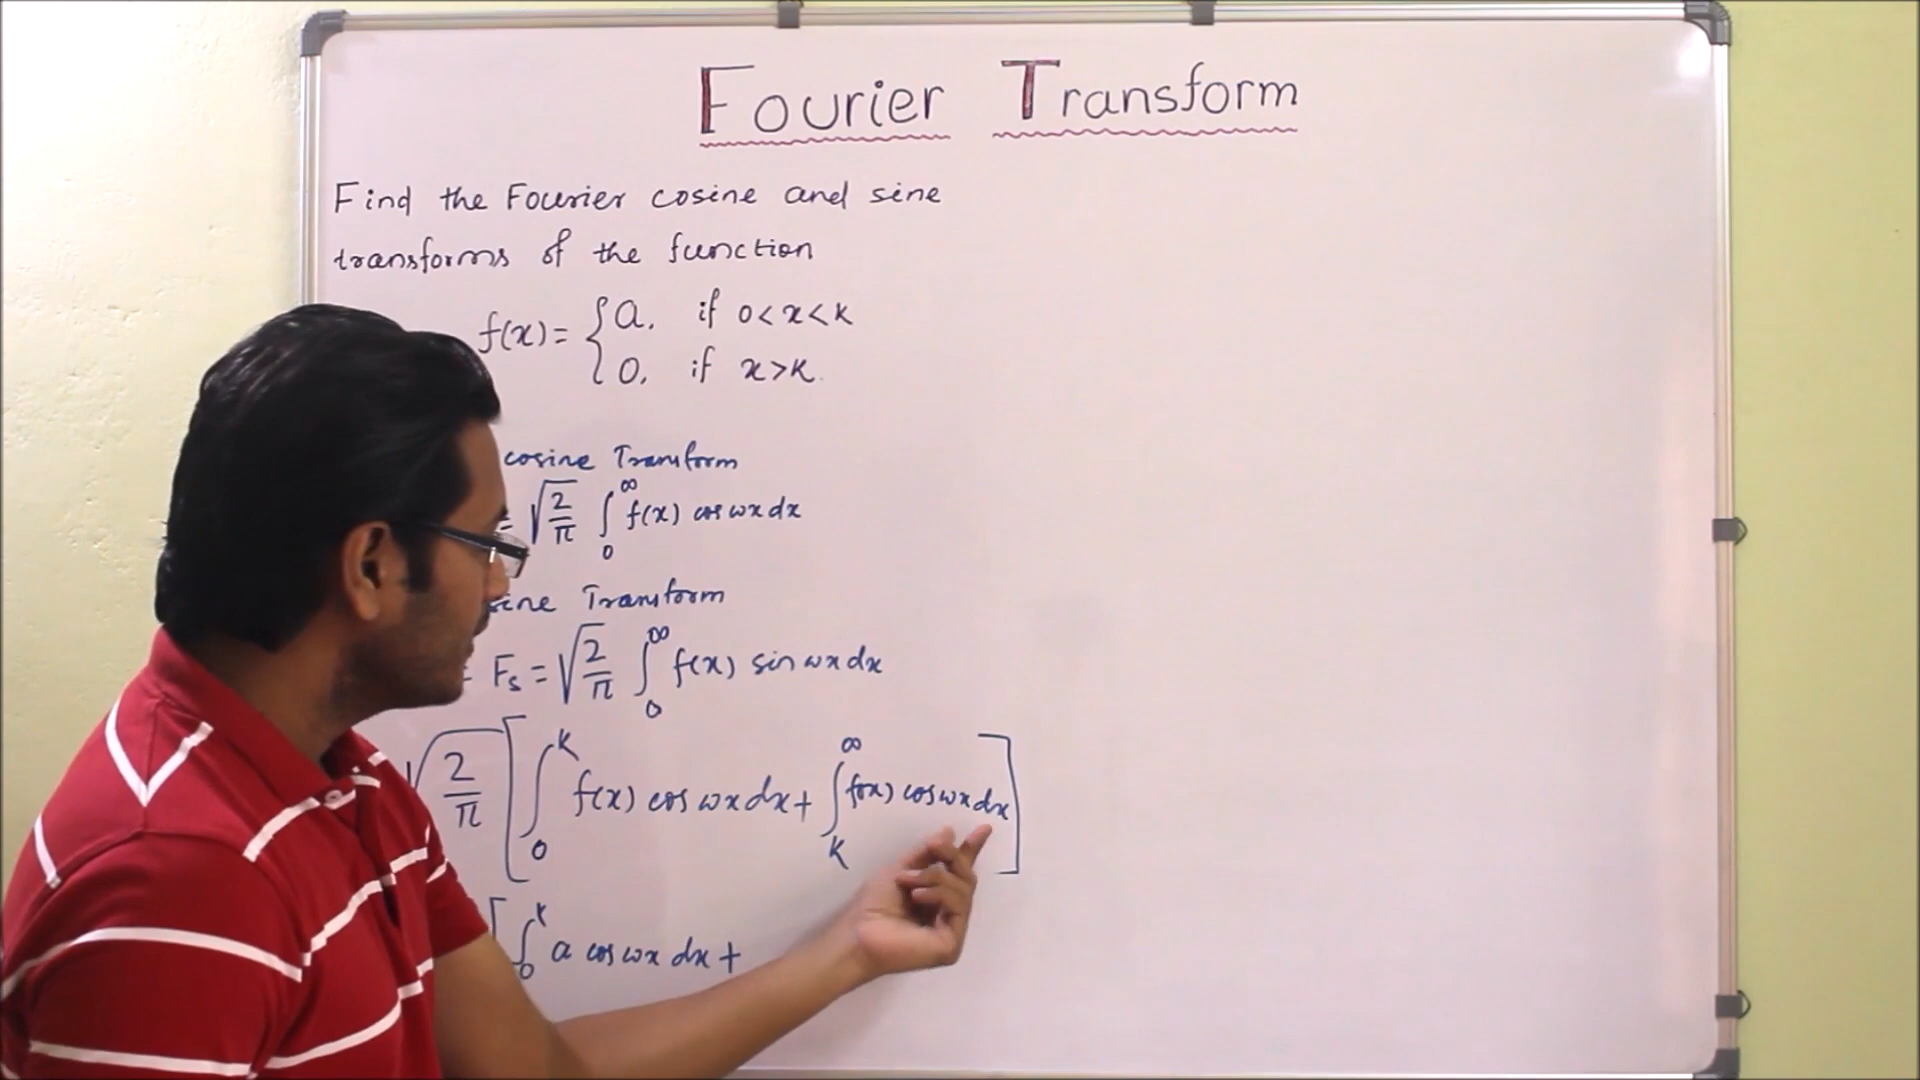 Fourier Transform
Find the Fourier cosine and sine
transforms of the function
f(x) = { a, if 0 < x < k
0, if x > k.
cosine Transform
= √(2/π) ∫₀^∞ f(x) cos wx dx
sine Transform
= Fₛ = √(2/π) ∫₀^∞ f(x) sin wx dx
√(2/π) [ ∫₀^k f(x) cos wx dx + ∫ₖ^∞ f(x) cos wx dx ]
[ ∫₀^k a cos wx dx +